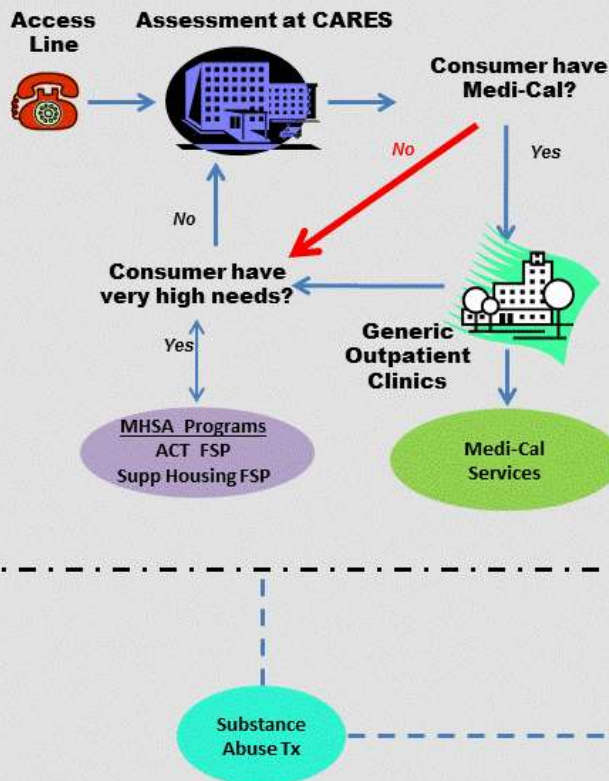 Access
Line
Assessment at CARES
Consumer have
Medi-Cal?
No
Yes
No
Consumer have
very high needs?
Generic
Outpatient
Clinics
Yes
MHSA Programs
ACT FSP
Supp Housing FSP
Medi-Cal
Services
Substance
Abuse Tx